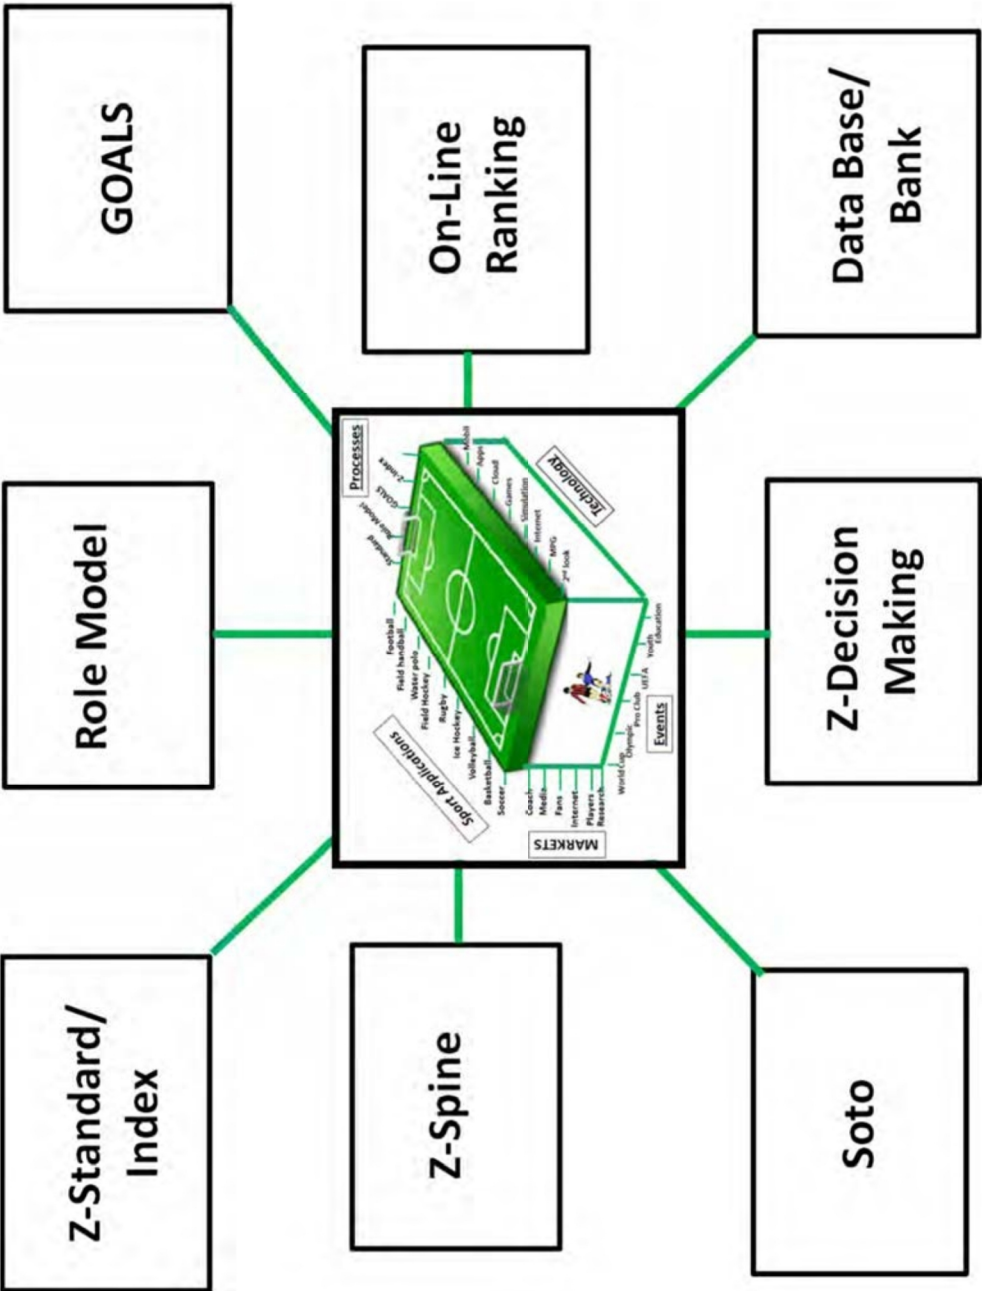 Z-Standard/
Index
Role Model
GOALS
Z-Spine
Processes
Z-Index
GOALS
Role Model
Standard
Sport Applications
Football
Field handball
Water polo
Field Hockey
Rugby
Ice Hockey
Volleyball
Basketball
Soccer
Technology
Mobil
Apps
Cloud
Games
Simulation
Internet
MPG
2nd look
MARKETS
Coach
Media
Fans
Internet
Players
Research
Events
World Cup
Olympic
Pro Club
UEFA
Youth
Education
On-Line
Ranking
Soto
Z-Decision
Making
Data Base/
Bank